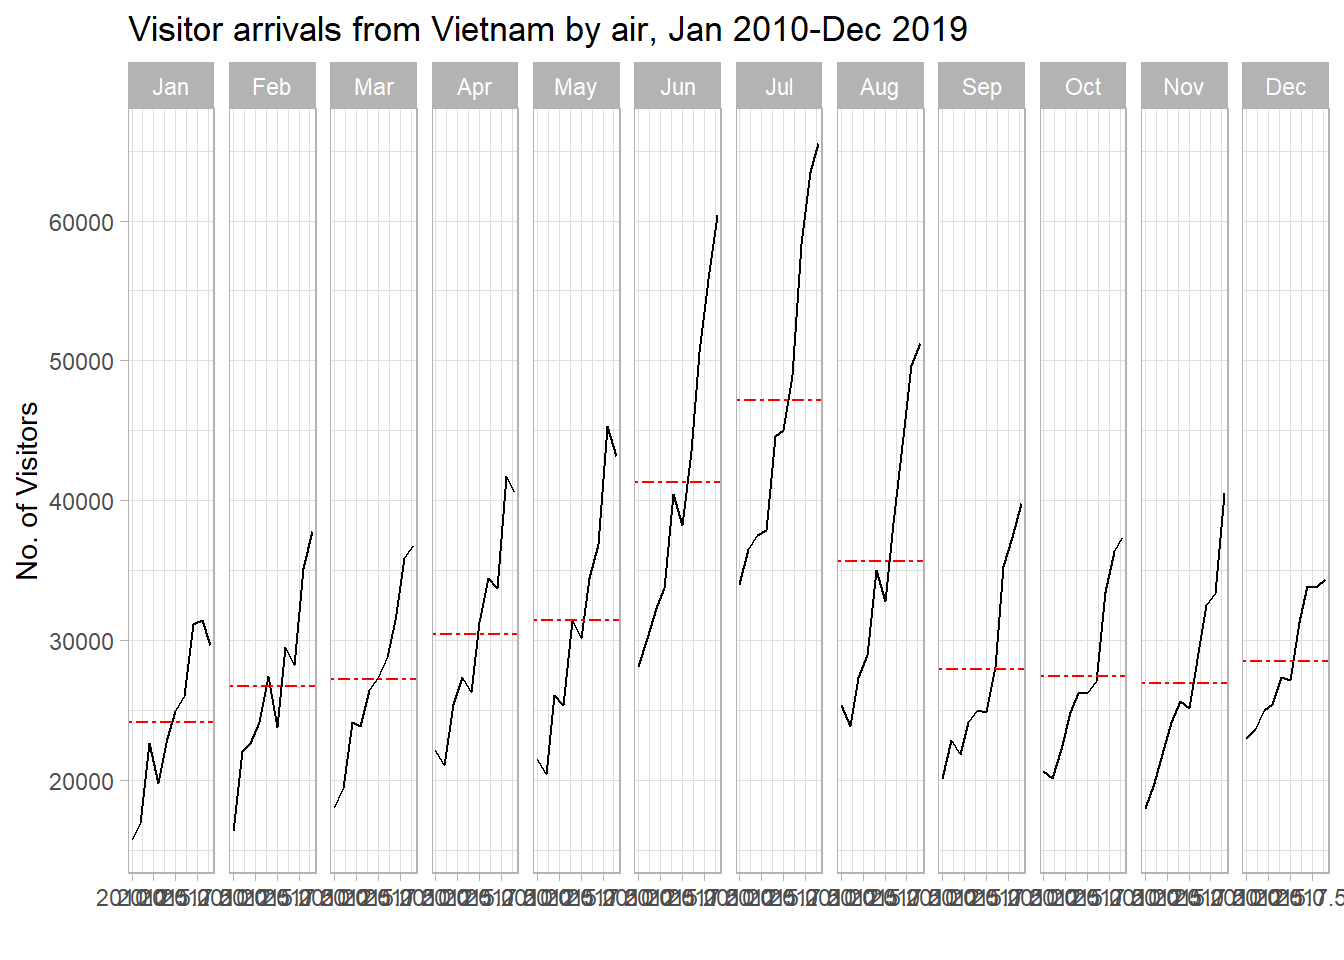 Visitor arrivals from Vietnam by air, Jan 2010-Dec 2019
Jan Feb Mar Apr May Jun Jul Aug Sep Oct Nov Dec
60000
50000
40000
30000
20000
No. of Visitors